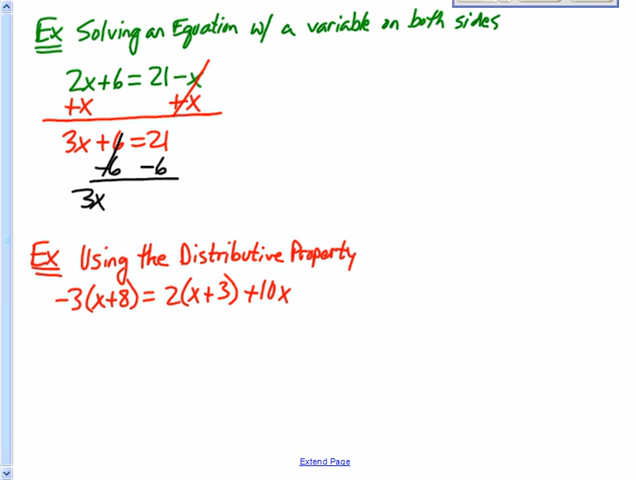 Ex Solving an Equation w/ a variable on both sides
2x+6=21-x
+x +x
3x+6=21
-6 -6
3x
Ex Using the Distributive Property
-3(x+8)=2(x+3)+10x
Extend Page